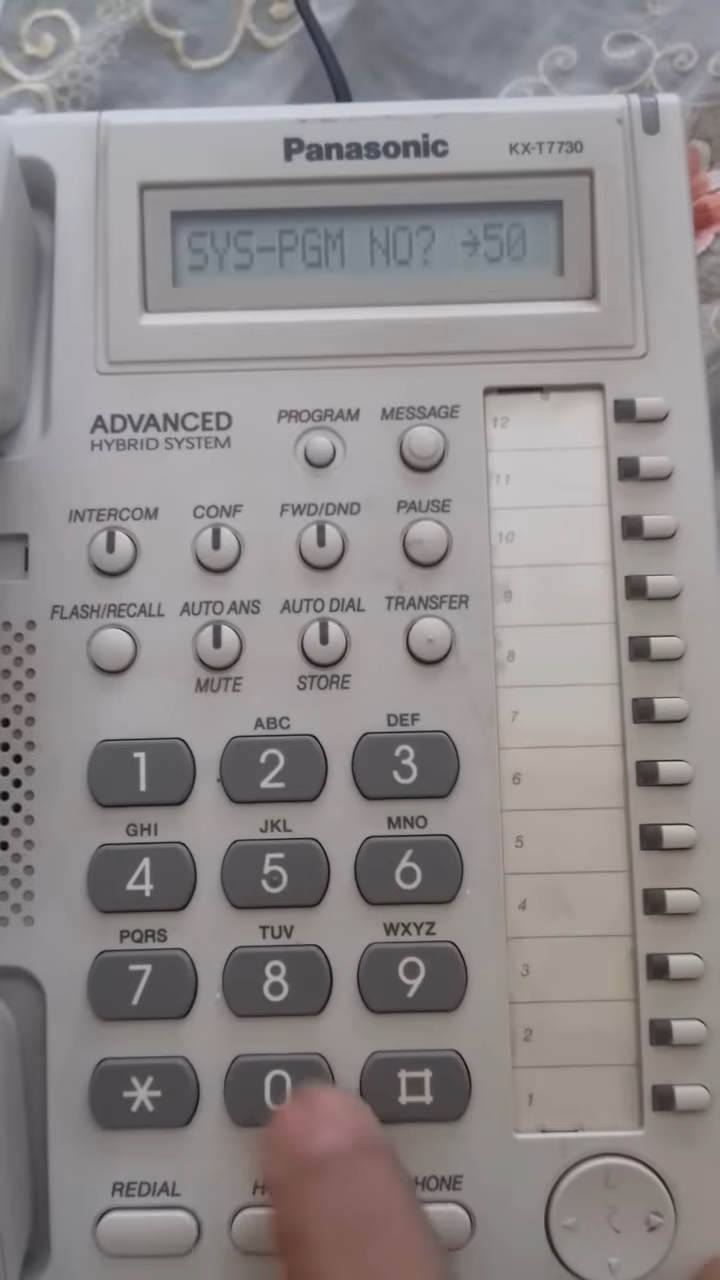 Panasonic KX-T7730
SYS-PGM NO? →50
ADVANCED
HYBRID SYSTEM
PROGRAM MESSAGE
INTERCOM CONF FWD/DND PAUSE
FLASH/RECALL AUTO ANS AUTO DIAL TRANSFER
MUTE STORE
ABC DEF
1 2 3
GHI JKL MNO
4 5 6
PQRS TUV WXYZ
7 8 9
* 0 #
REDIAL
12
11
10
9
8
7
6
5
4
3
2
1